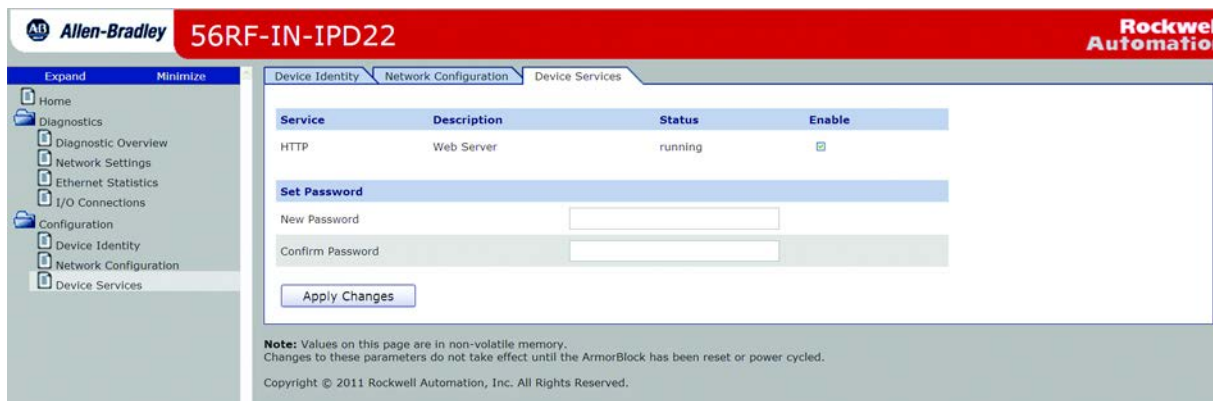 AB Allen-Bradley 56RF-IN-IPD22
Rockwel
Automatio
Expand Minimize
Home
Diagnostics
Diagnostic Overview
Network Settings
Ethernet Statistics
I/O Connections
Configuration
Device Identity
Network Configuration
Device Services
Device Identity Network Configuration Device Services
Service Description Status Enable
HTTP Web Server running
Set Password
New Password
Confirm Password
Apply Changes
Note: Values on this page are in non-volatile memory.
Changes to these parameters do not take effect until the ArmorBlock has been reset or power cycled.
Copyright © 2011 Rockwell Automation, Inc. All Rights Reserved.